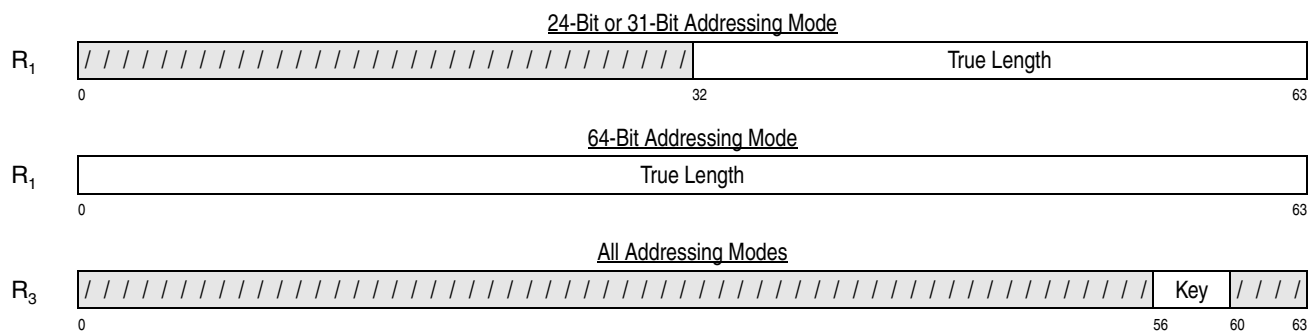 24-Bit or 31-Bit Addressing Mode
R₁ / / / / / / / / / / / / / / / / / / / / / / / / / / / / / / / / True Length
0 32 63
64-Bit Addressing Mode
R₁ True Length
0 63
All Addressing Modes
R₃ / / / / / / / / / / / / / / / / / / / / / / / / / / / / / / / / / / / / / / / / / / / / / / / / / / / / / / / / Key / / / /
0 56 60 63